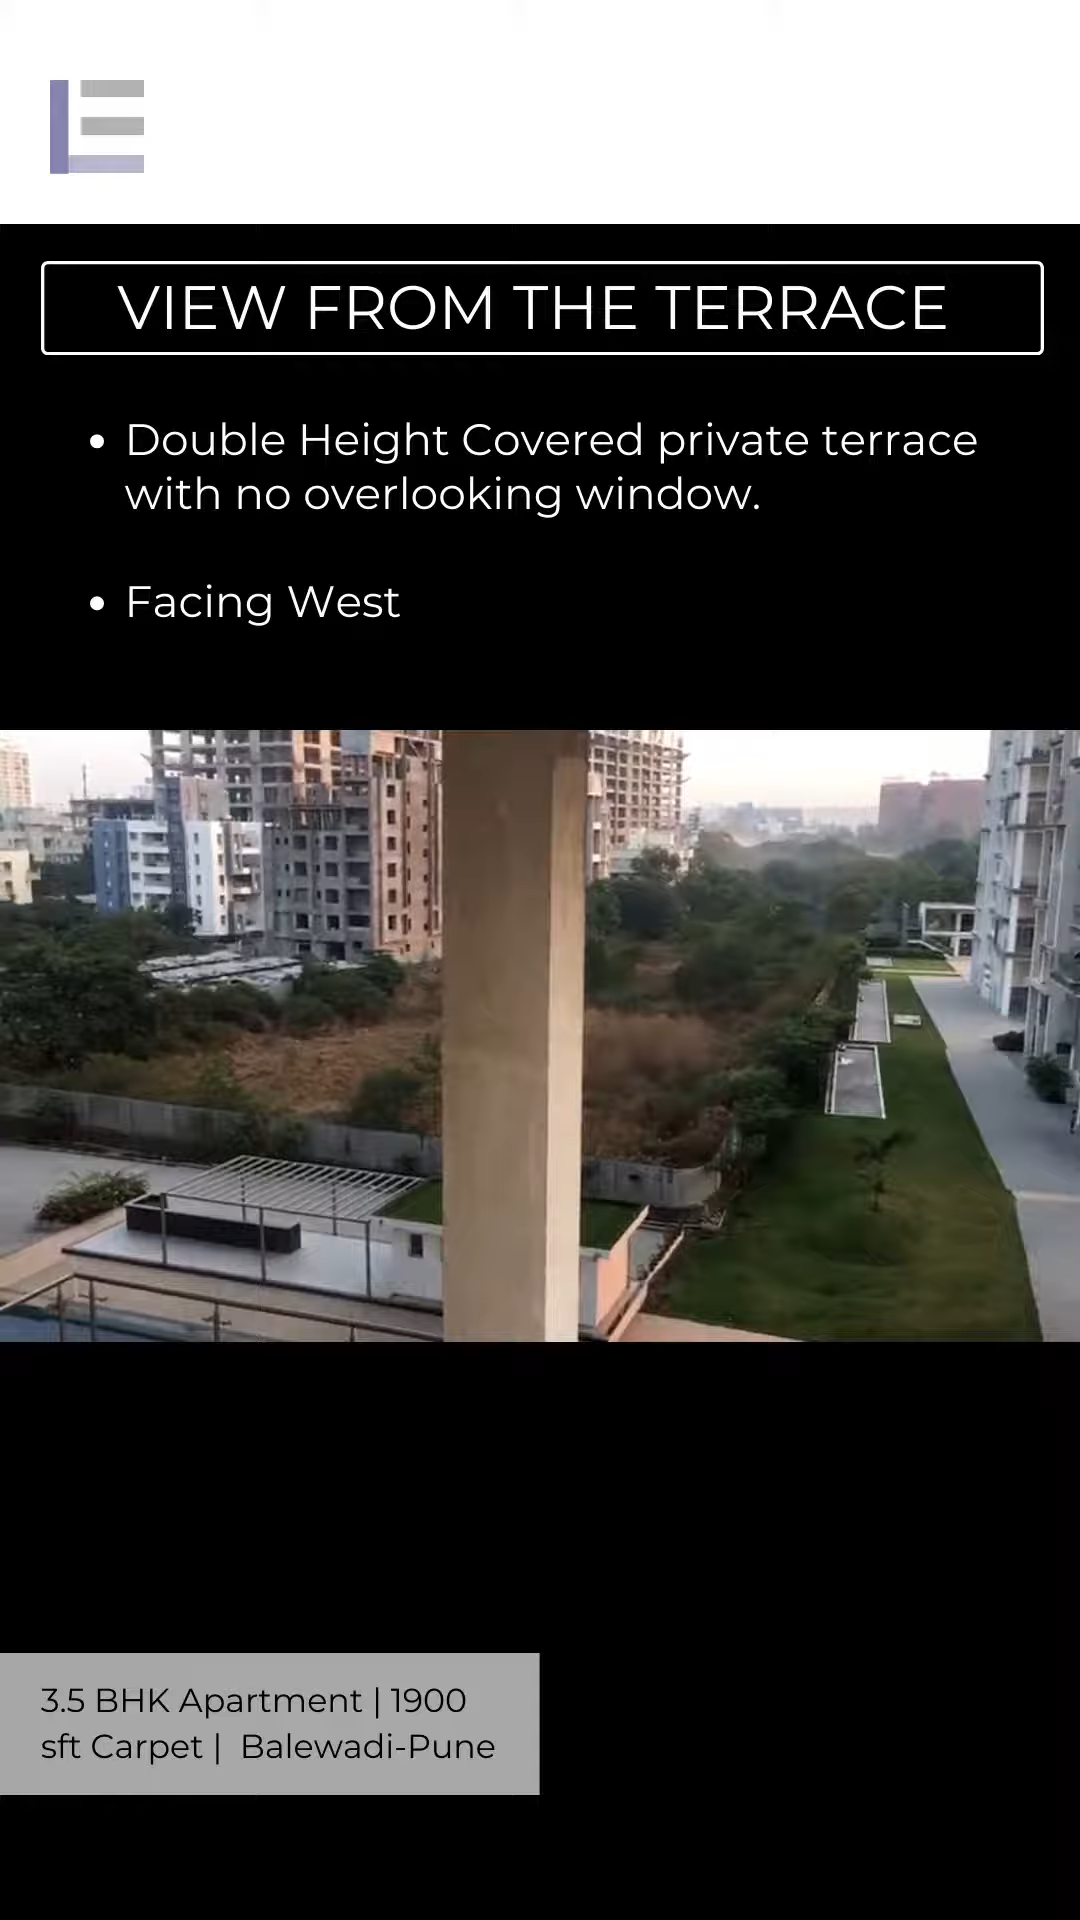 VIEW FROM THE TERRACE
• Double Height Covered private terrace
with no overlooking window.
• Facing West
3.5 BHK Apartment | 1900
sft Carpet | Balewadi-Pune